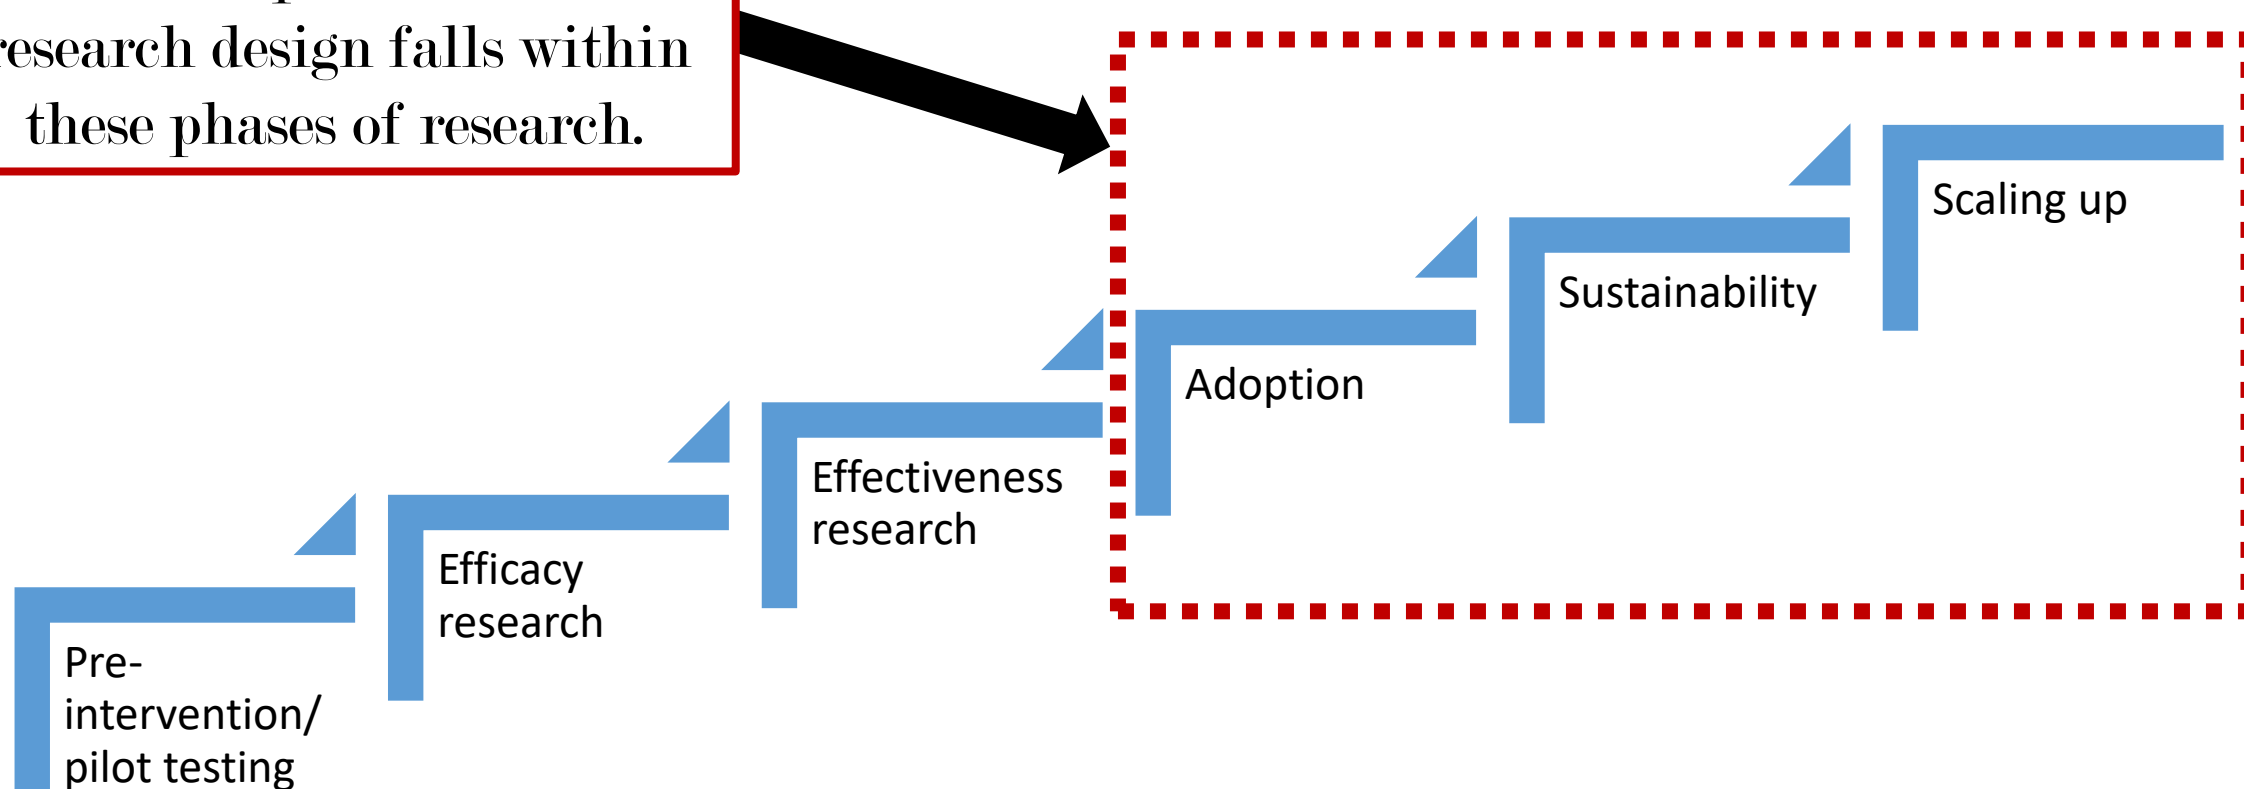 research design falls within
these phases of research.
Scaling up
Sustainability
Adoption
Effectiveness
research
Efficacy
research
Pre-
intervention/
pilot testing